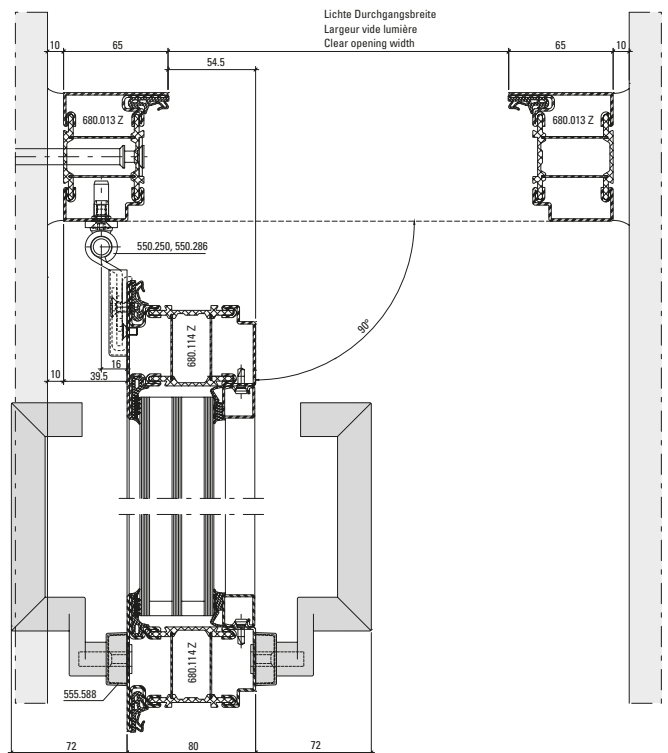 Lichte Durchgangsbreite
Largeur vide lumière
Clear opening width
10
65
65
10
54.5
680.013 Z
680.013 Z
550.250, 550.286
90°
680.114 Z
16
10
39.5
680.114 Z
555.588
72
80
72